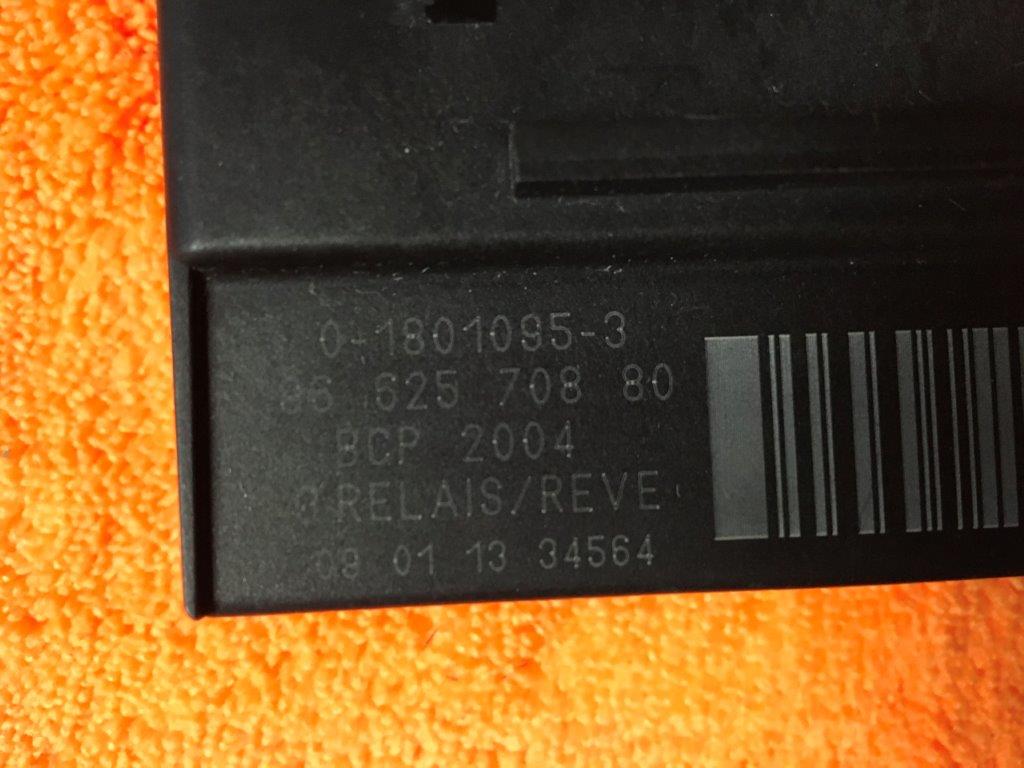 0-1801095-3
96 625 708 80
BCP 2004
RELAIS/REVE
09 01 13 34564